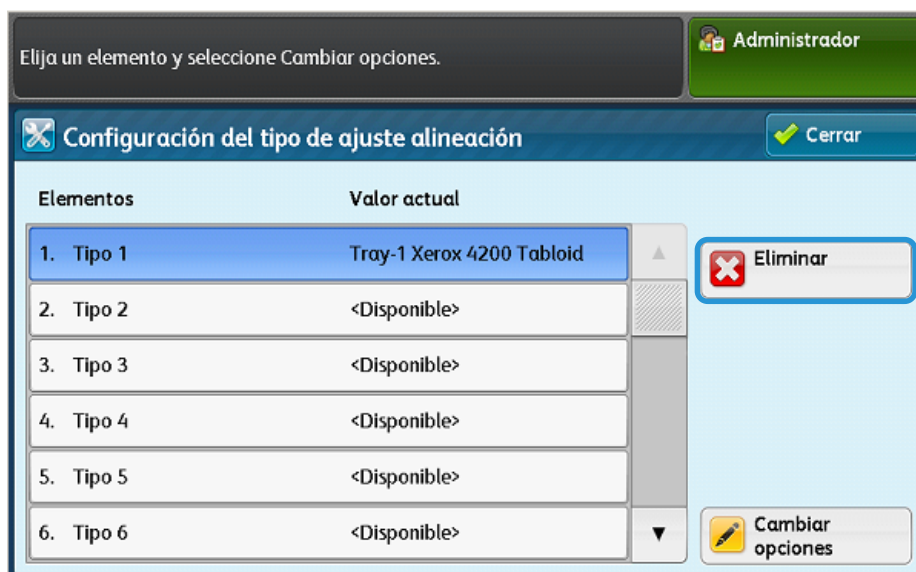 Elija un elemento y seleccione Cambiar opciones.
Administrador
Configuración del tipo de ajuste alineación
Cerrar
Elementos Valor actual
1. Tipo 1 Tray-1 Xerox 4200 Tabloid
Eliminar
2. Tipo 2 <Disponible>
3. Tipo 3 <Disponible>
4. Tipo 4 <Disponible>
5. Tipo 5 <Disponible>
6. Tipo 6 <Disponible>
Cambiar
opciones